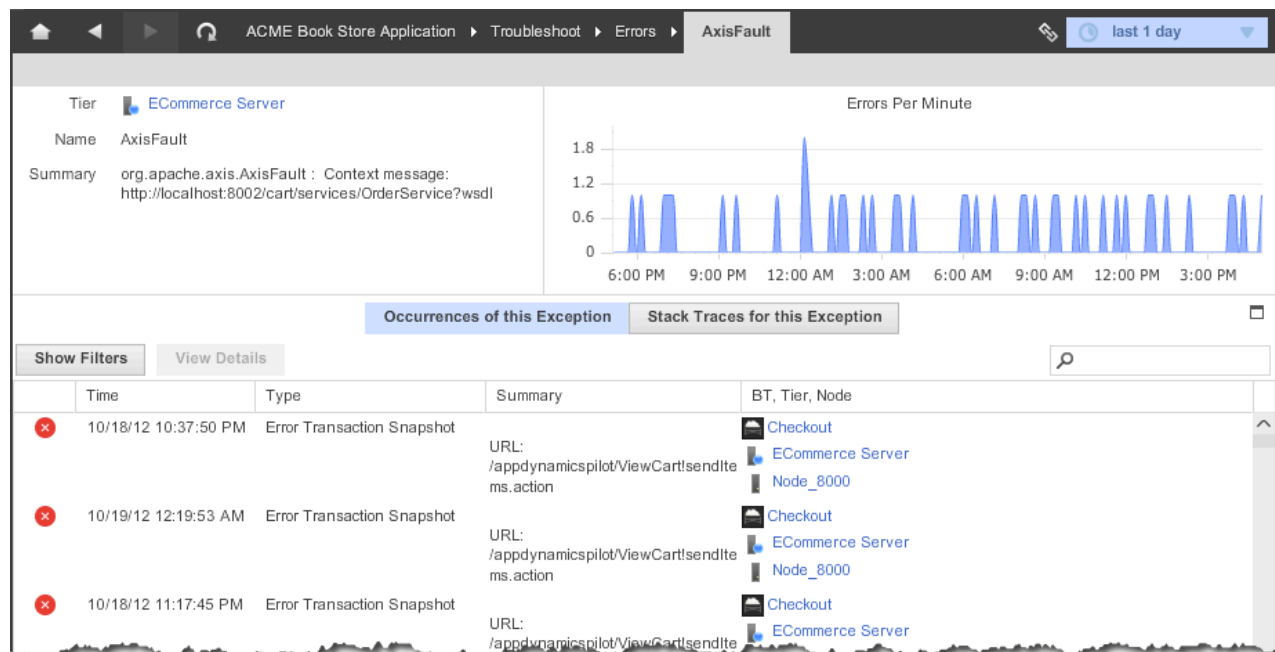 ACME Book Store Application Troubleshoot Errors AxisFault last 1 day
Tier ECommerce Server
Name AxisFault
Summary org.apache.axis.AxisFault : Context message:
http://localhost:8002/cart/services/OrderService?wsdl
Errors Per Minute
1.8
1.2
0.6
0
6:00 PM 9:00 PM 12:00 AM 3:00 AM 6:00 AM 9:00 AM 12:00 PM 3:00 PM
Occurrences of this Exception Stack Traces for this Exception
Show Filters View Details
Time Type Summary BT, Tier, Node
10/18/12 10:37:50 PM Error Transaction Snapshot Checkout
URL:
ECommerce Server
/appdynamicspilot/ViewCart!sendIte
Node_8000
ms.action
10/19/12 12:19:53 AM Error Transaction Snapshot Checkout
URL:
ECommerce Server
/appdynamicspilot/ViewCart!sendIte
Node_8000
ms.action
10/18/12 11:17:45 PM Error Transaction Snapshot Checkout
URL:
ECommerce Server
/appdynamicspilot/ViewCart!sendIte